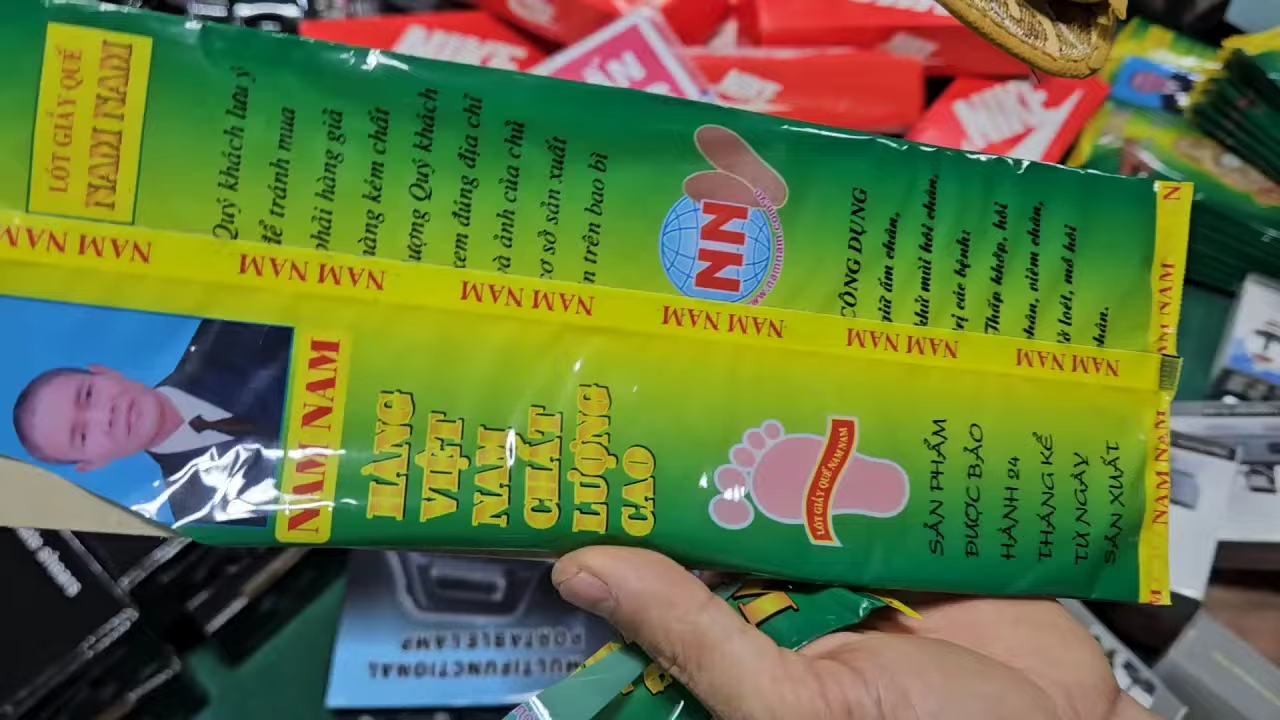 LÓT GIẦY QUẾ
NAM NAM
Quý khách lưu ý
để tránh mua
phải hàng giả
hàng kèm chất
lượng Quý khách
xem đúng địa chỉ
và ảnh của chủ
cơ sở sản xuất
in trên bao bì
NN
CÔNG DỤNG
giữ ấm chân,
khử mùi hôi chân.
trị các bệnh:
Thấp khớp, hôi
chân, viêm chân,
lở loét, mồ hôi
chân.
NAM NAM
NAM NAM
NAM NAM
NAM NAM
NAM NAM
NAM NAM
NAM NAM
HÀNG
VIỆT
NAM
CHẤT
LƯỢNG
CAO
LÓT GIẦY QUẾ NAM NAM
SẢN PHẨM
ĐƯỢC BẢO
HÀNH 24
THÁNG KỂ
TỪ NGÀY
SẢN XUẤT
NAM NAM
NAM NAM
MULTIFUNCTIONAL
PORTABLE LAMP